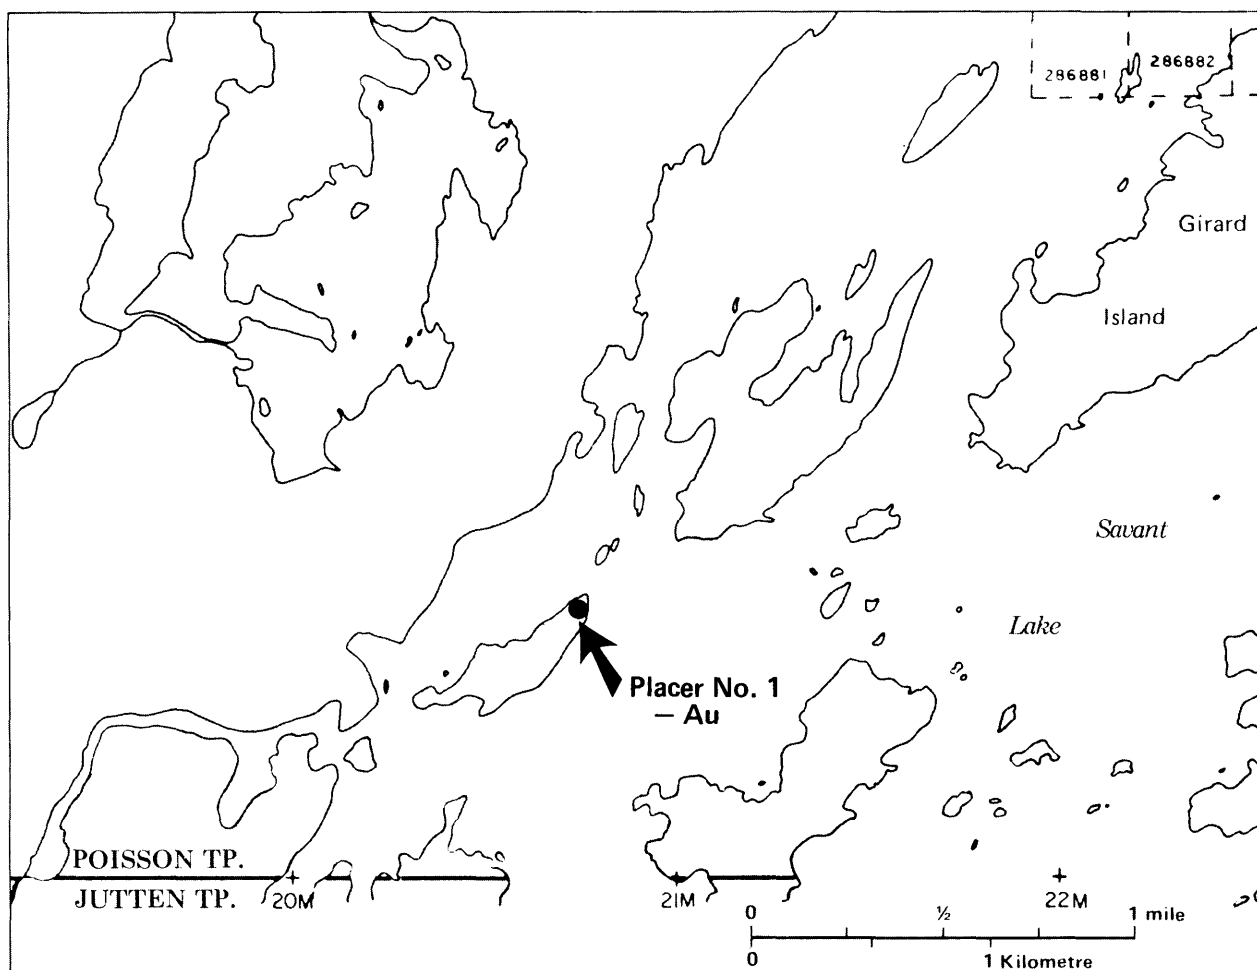 286881
286882
Girard
Island
Savant
Lake
Placer No. 1
– Au
POISSON TP.
JUTTEN TP.
20M
21M
22M
0 ½ 1 mile
0 1 Kilometre